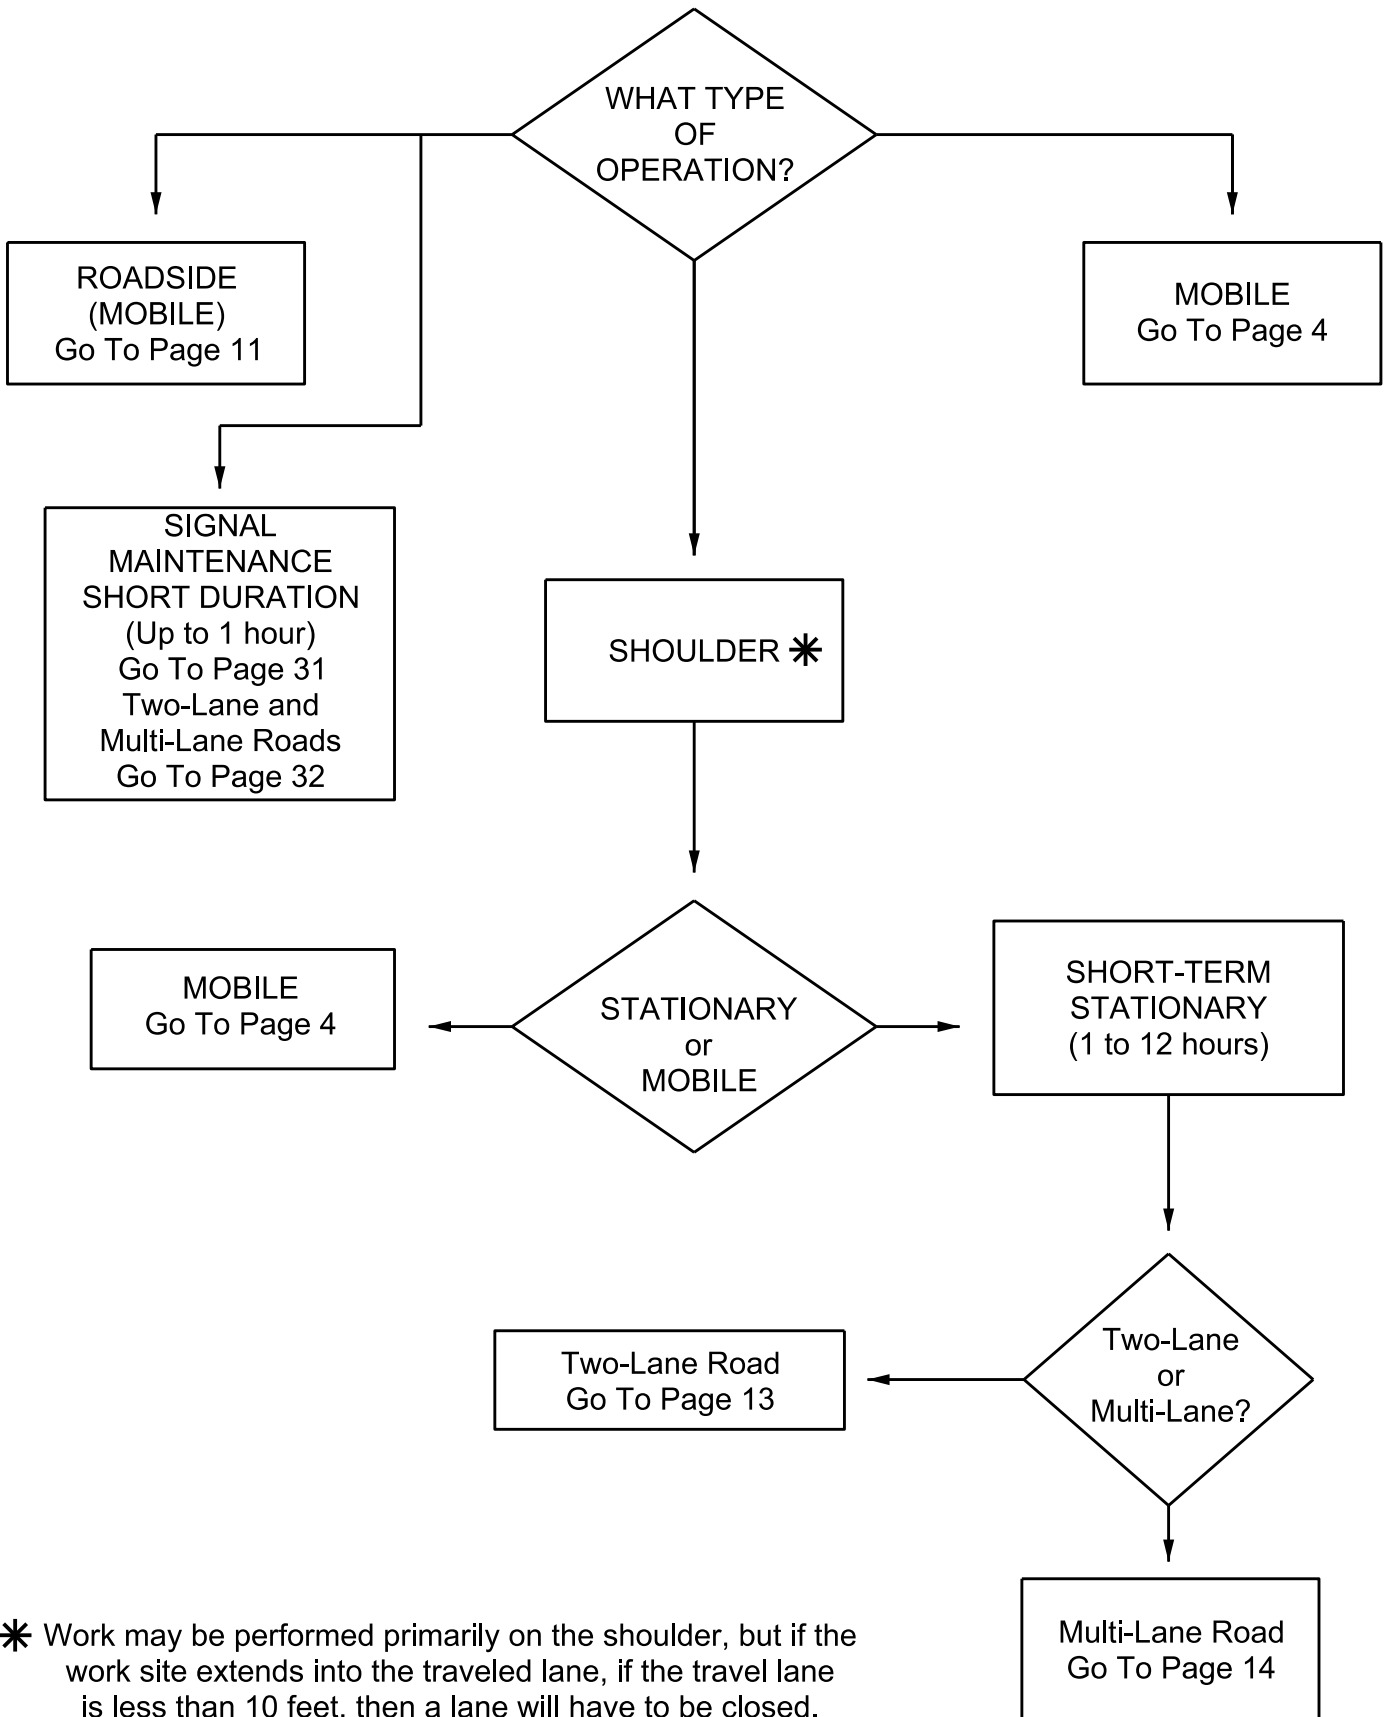 WHAT TYPE
OF
OPERATION?
ROADSIDE
(MOBILE)
Go To Page 11
MOBILE
Go To Page 4
SIGNAL
MAINTENANCE
SHORT DURATION
(Up to 1 hour)
Go To Page 31
Two-Lane and
Multi-Lane Roads
Go To Page 32
SHOULDER *
MOBILE
Go To Page 4
STATIONARY
or
MOBILE
SHORT-TERM
STATIONARY
(1 to 12 hours)
Two-Lane
or
Multi-Lane?
Two-Lane Road
Go To Page 13
Multi-Lane Road
Go To Page 14
* Work may be performed primarily on the shoulder, but if the
work site extends into the traveled lane, if the travel lane
is less than 10 feet, then a lane will have to be closed.